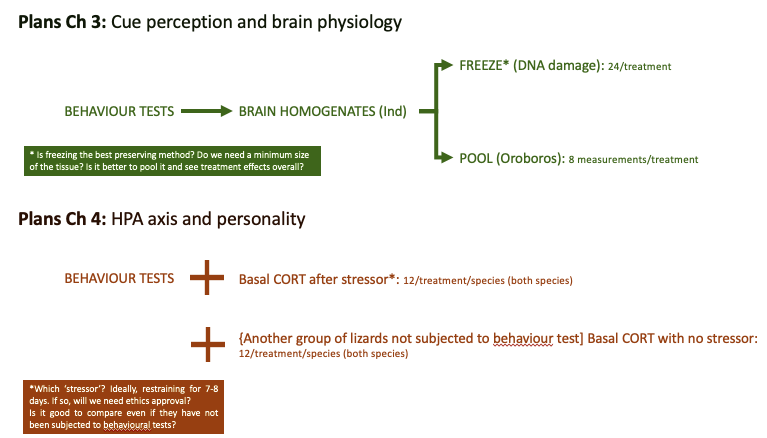 Plans Ch 3: Cue perception and brain physiology
FREEZE* (DNA damage): 24/treatment
BEHAVIOUR TESTS
BRAIN HOMOGENATES (Ind)
* Is freezing the best preserving method? Do we need a minimum size
of the tissue? Is it better to pool it and see treatment effects overall?
POOL (Oroboros): 8 measurements/treatment
Plans Ch 4: HPA axis and personality
BEHAVIOUR TESTS
Basal CORT after stressor*: 12/treatment/species (both species)
{Another group of lizards not subjected to behaviour test] Basal CORT with no stressor:
12/treatment/species (both species)
*Which ‘stressor’? Ideally, restraining for 7-8
days. If so, will we need ethics approval?
Is it good to compare even if they have not
been subjected to behavioural tests?